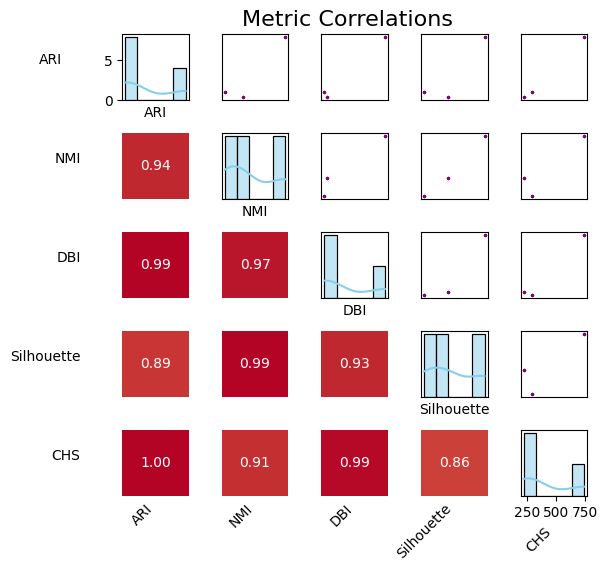 Metric Correlations
ARI
5
0
ARI
NMI
0.94
NMI
DBI
0.99 0.97
DBI
Silhouette
0.89 0.99 0.93
Silhouette
CHS
1.00 0.91 0.99 0.86
250 500 750
ARI NMI DBI Silhouette CHS